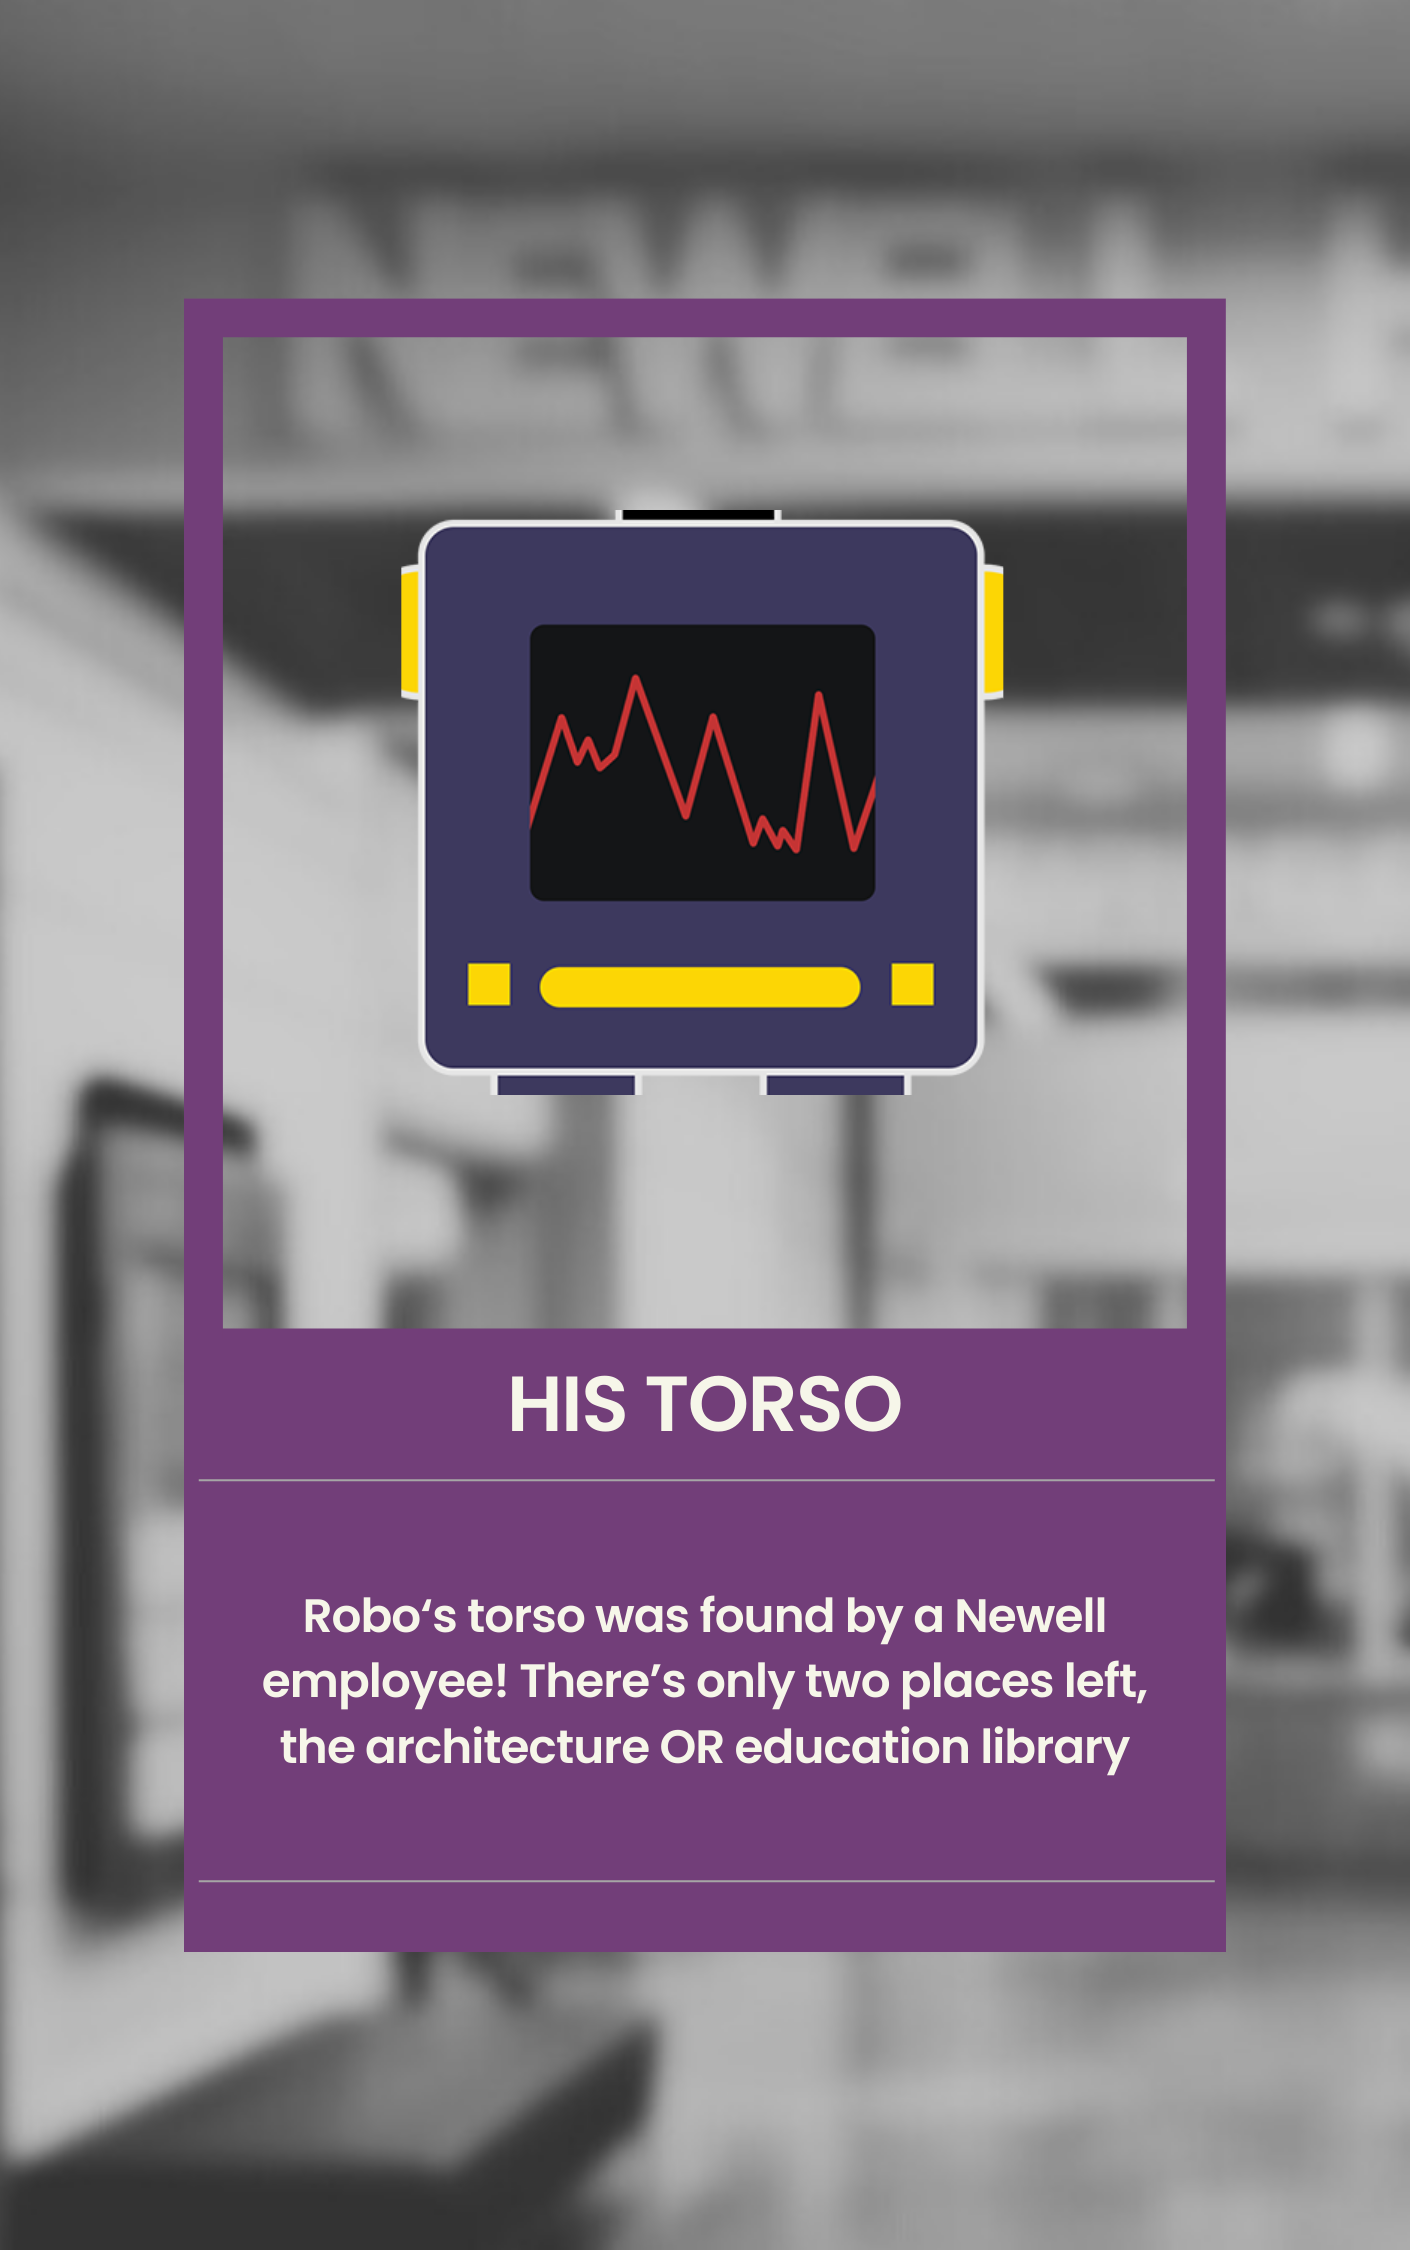 NEWELL
HIS TORSO
Robo‘s torso was found by a Newell
employee! There’s only two places left,
the architecture OR education library